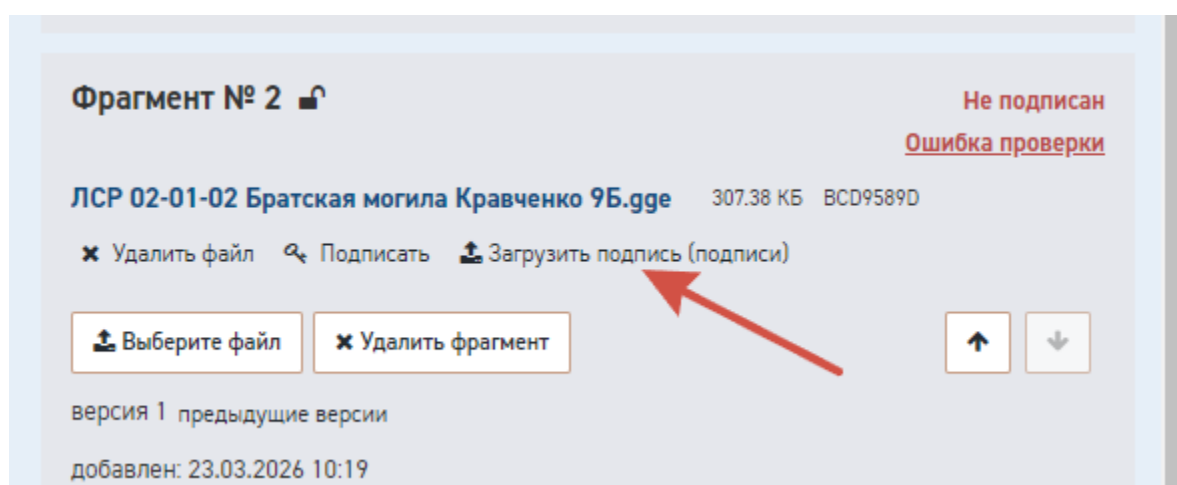 Фрагмент № 2
Не подписан
Ошибка проверки
ЛСР 02-01-02 Братская могила Кравченко 9Б.gge 307.38 КБ BCD9589D
Удалить файл Подписать Загрузить подпись (подписи)
Выберите файл Удалить фрагмент
версия 1 предыдущие версии
добавлен: 23.03.2026 10:19